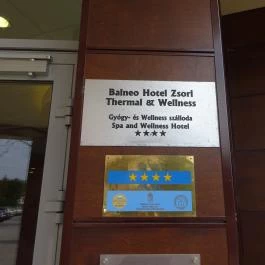 Balneo Hotel Zsori
Thermal & Wellness
Gyógy- és Wellness szálloda
Spa and Wellness Hotel
★★★★
★★★★